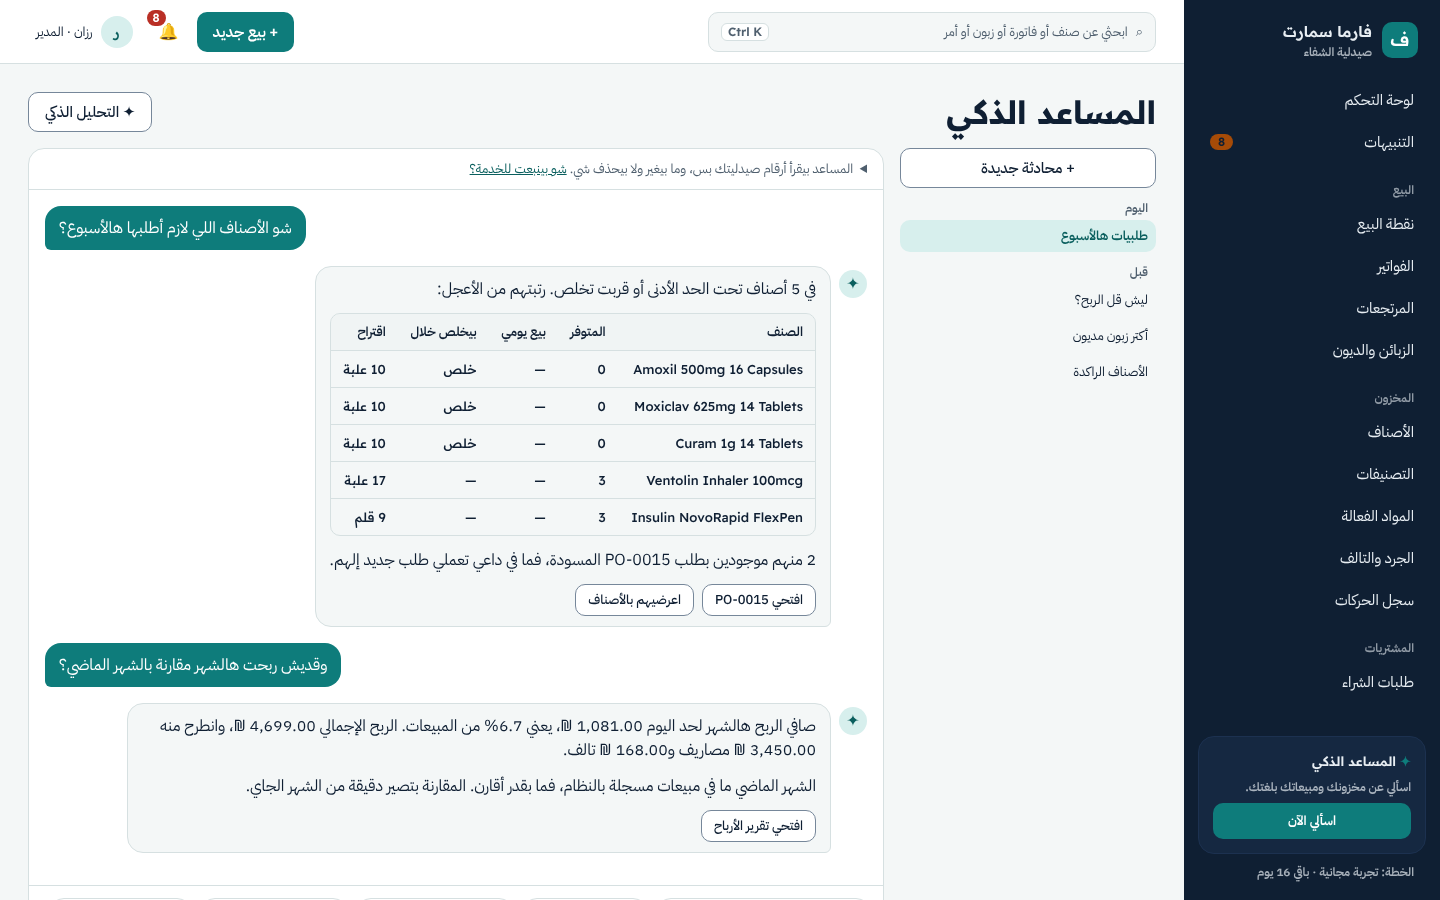 ف
فارما سمارت
صيدلية الشفاء
لوحة التحكم
التنبيهات
8
البيع
نقطة البيع
الفواتير
المرتجعات
الزبائن والديون
المخزون
الأصناف
التصنيفات
المواد الفعالة
الجرد والتالف
سجل الحركات
المشتريات
طلبات الشراء
✦ المساعد الذكي
اسألي عن مخزونك ومبيعاتك بلغتك.
اسألي الآن
الخطة: تجربة مجانية · باقي 16 يوم
ابحثي عن صنف أو فاتورة أو زبون أو أمر
Ctrl K
+ بيع جديد
8
ر
رزان · المدير
المساعد الذكي
✦ التحليل الذكي
+ محادثة جديدة
اليوم
طلبيات هالأسبوع
قبل
ليش قل الربح؟
أكتر زبون مديون
الأصناف الراكدة
المساعد بيقرأ أرقام صيدليتك بس، وما بيغير ولا بيحذف شي. شو بينبعت للخدمة؟
شو الأصناف اللي لازم أطلبها هالأسبوع؟
في 5 أصناف تحت الحد الأدنى أو قربت تخلص. رتبتهم من الأعجل:
الصنف المتوفر بيع يومي بيخلص خلال اقتراح
Amoxil 500mg 16 Capsules 0 — خلص 10 علبة
Moxiclav 625mg 14 Tablets 0 — خلص 10 علبة
Curam 1g 14 Tablets 0 — خلص 10 علبة
Ventolin Inhaler 100mcg 3 — — 17 علبة
Insulin NovoRapid FlexPen 3 — — 9 قلم
2 منهم موجودين بطلب PO-0015 المسودة، فما في داعي تعملي طلب جديد إلهم.
افتحي PO-0015
اعرضيهم بالأصناف
وقديش ربحت هالشهر مقارنة بالشهر الماضي؟
صافي الربح هالشهر لحد اليوم 1,081.00 ₪، يعني 6.7% من المبيعات. الربح الإجمالي 4,699.00 ₪، وانطرح منه
3,450.00 ₪ مصاريف و168.00 ₪ تالف.
الشهر الماضي ما في مبيعات مسجلة بالنظام، فما بقدر أقارن. المقارنة بتصير دقيقة من الشهر الجاي.
افتحي تقرير الأرباح